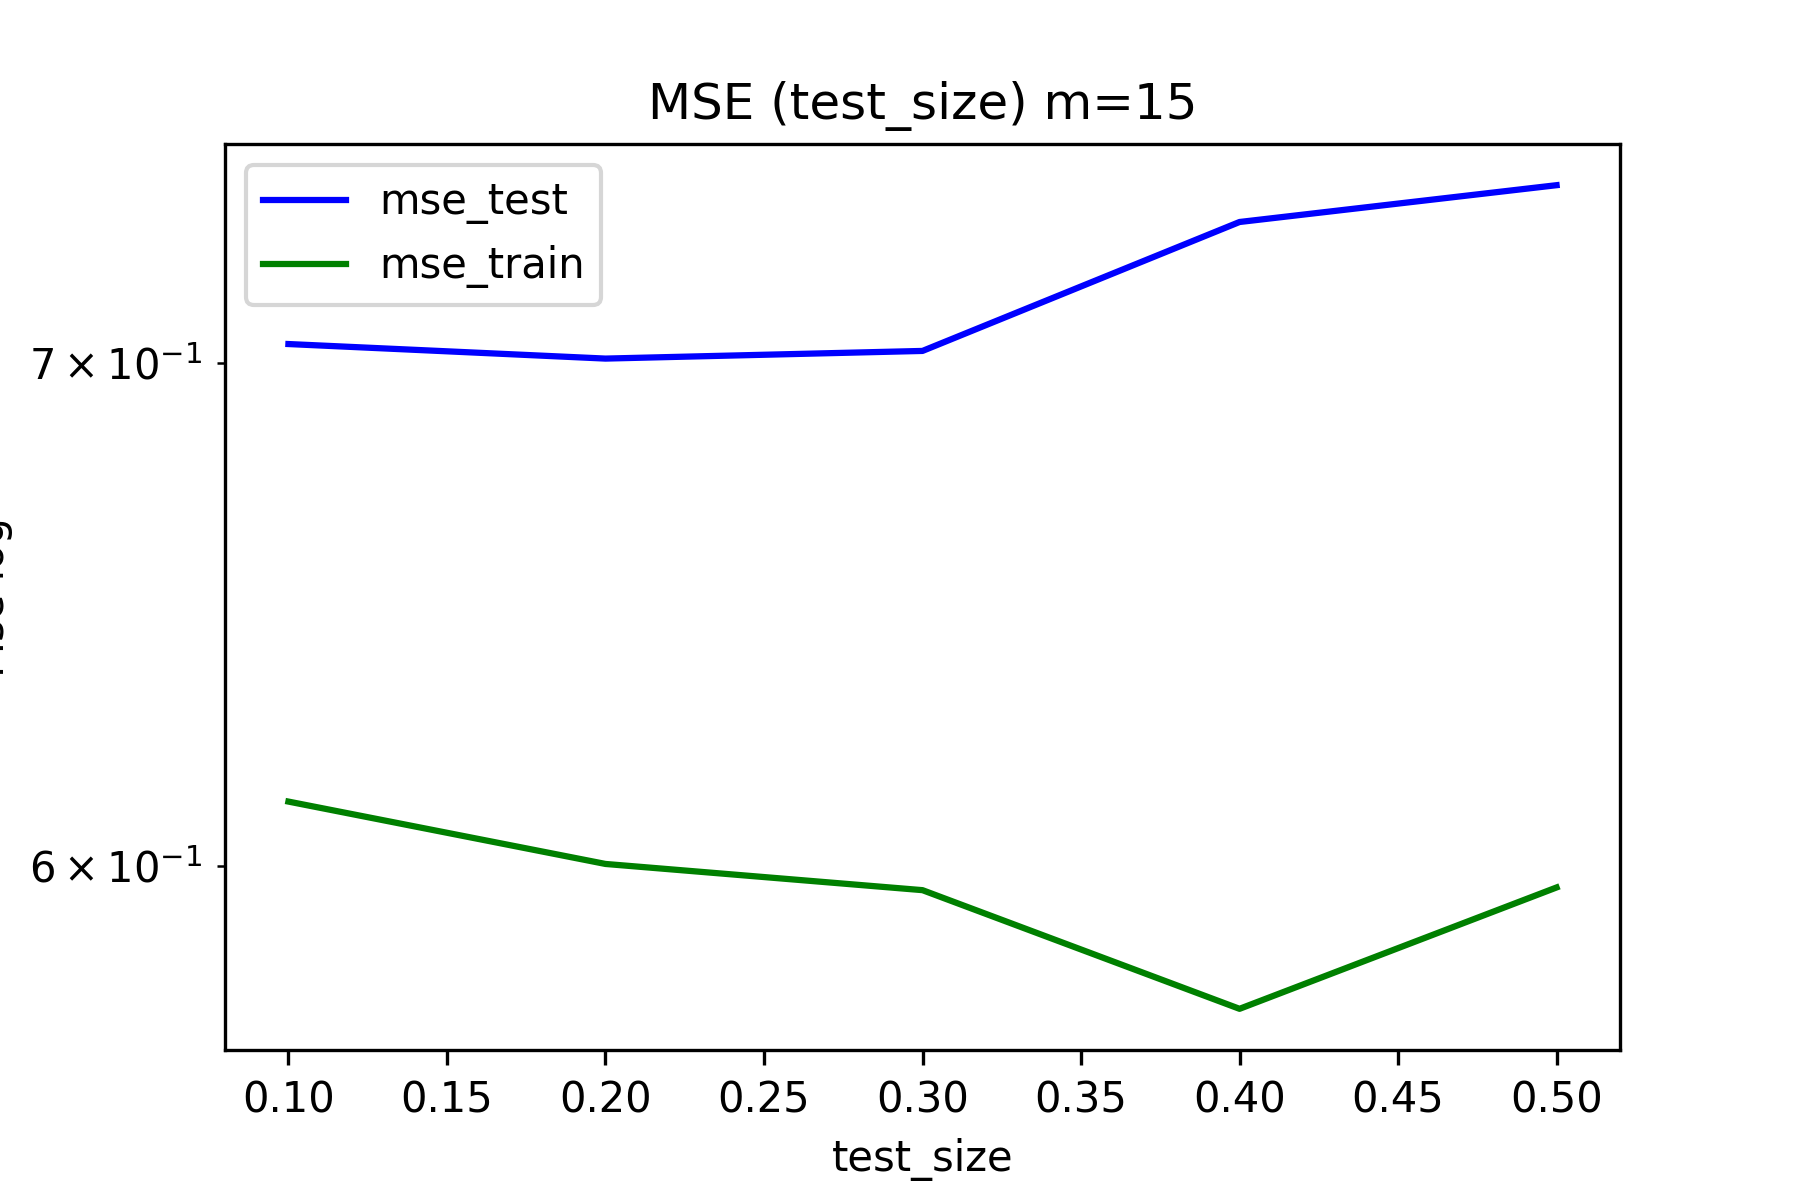 MSE (test_size) m=15
mse_test
mse_train
7 × 10⁻¹
6 × 10⁻¹
0.10 0.15 0.20 0.25 0.30 0.35 0.40 0.45 0.50
test_size